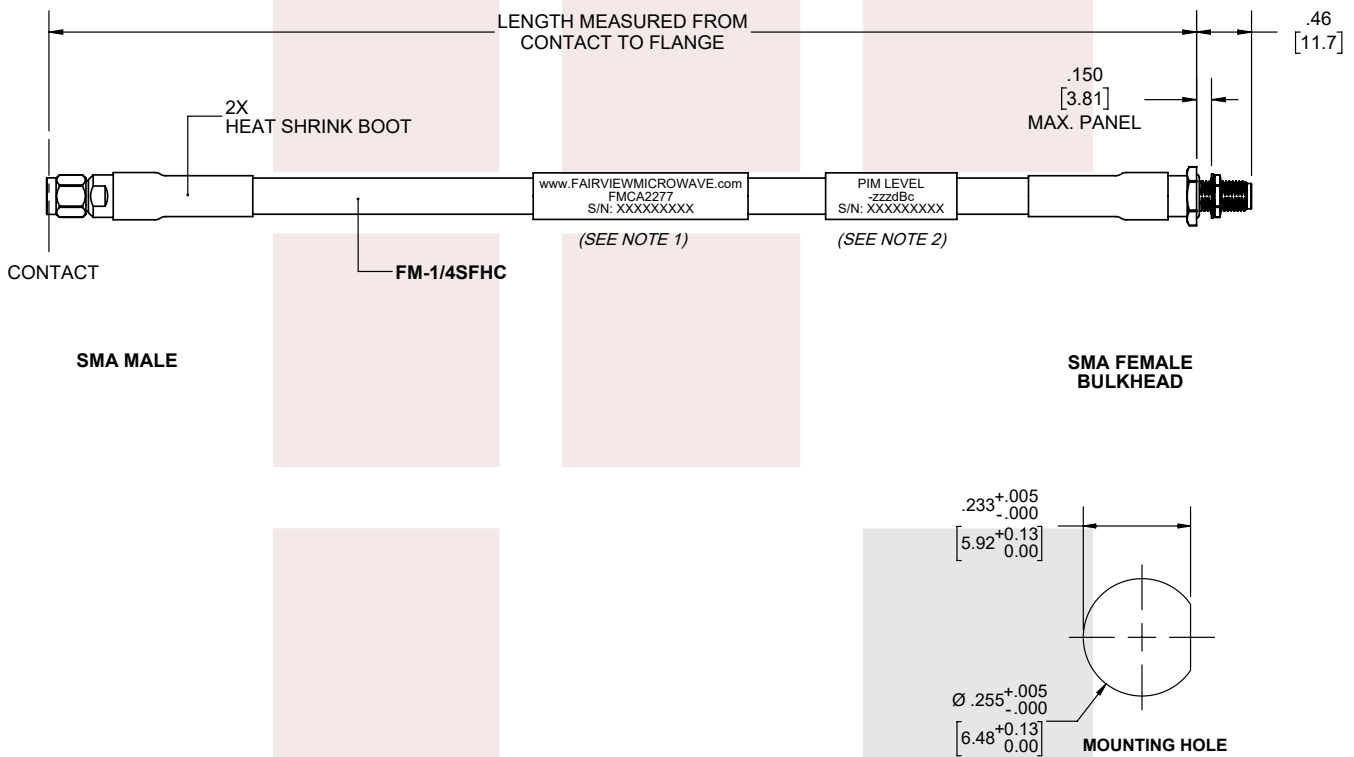 LENGTH MEASURED FROM
CONTACT TO FLANGE
.46
[11.7]
.150
[3.81]
MAX. PANEL
2X
HEAT SHRINK BOOT
www.FAIRVIEWMICROWAVE.com
FMCA2277
S/N: XXXXXXXXX
PIM LEVEL
-zzzdBc
S/N: XXXXXXXXX
(SEE NOTE 1)
(SEE NOTE 2)
CONTACT
FM-1/4SFHC
SMA MALE
SMA FEMALE
BULKHEAD
.233 +.005
-.000
[5.92 +0.13
0.00]
Ø .255 +.005
-.000
[6.48 +0.13
0.00]
MOUNTING HOLE